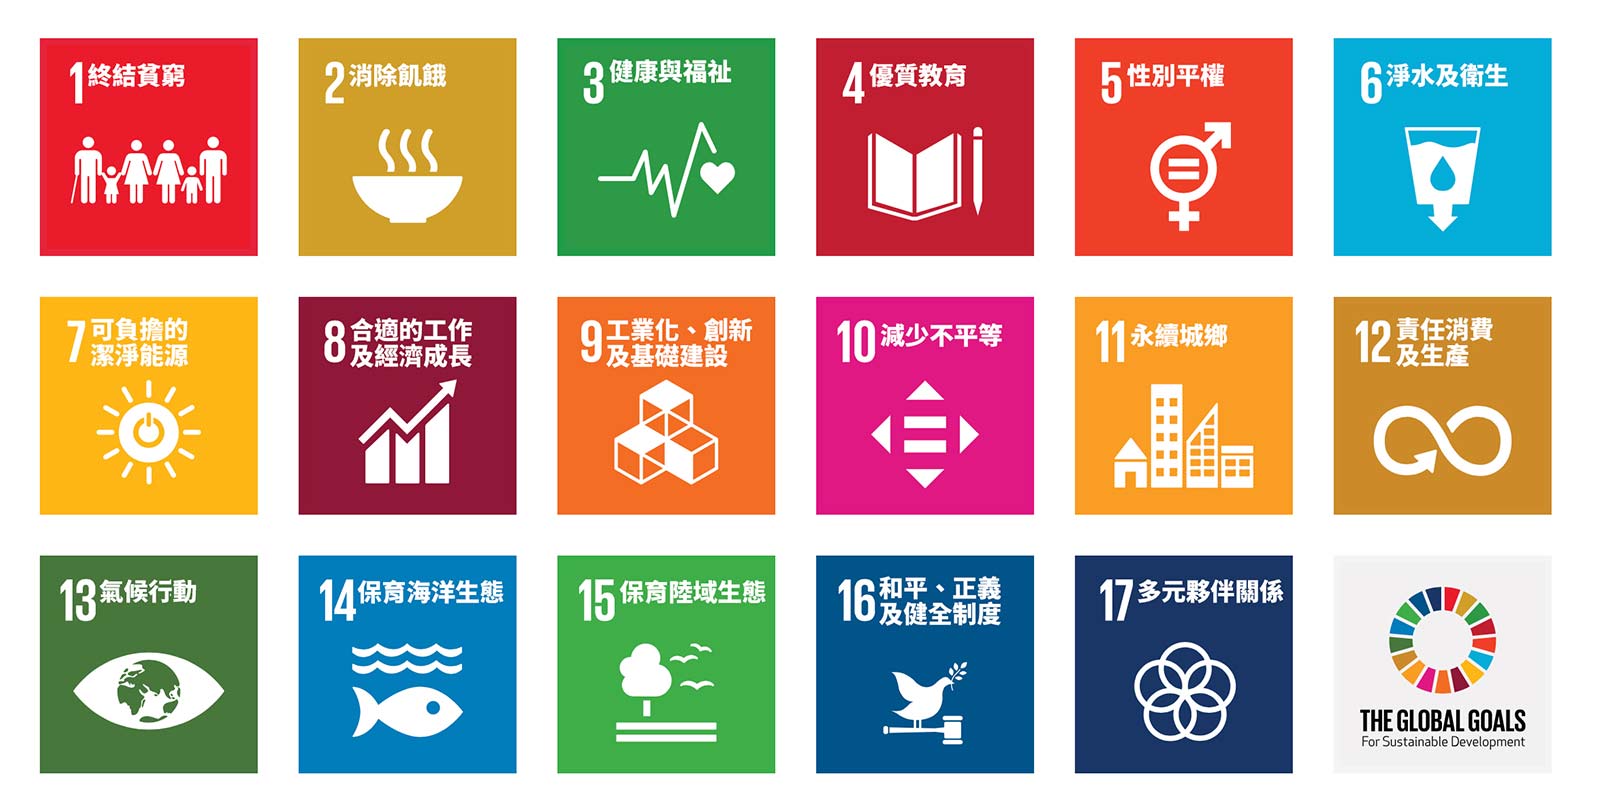 1 終結貧窮
2 消除飢餓
3 健康與福祉
4 優質教育
5 性別平權
6 淨水及衛生
7 可負擔的
潔淨能源
8 合適的工作
及經濟成長
9 工業化、創新
及基礎建設
10 減少不平等
11 永續城鄉
12 責任消費
及生產
13 氣候行動
14 保育海洋生態
15 保育陸域生態
16 和平、正義
及健全制度
17 多元夥伴關係
THE GLOBAL GOALS
For Sustainable Development